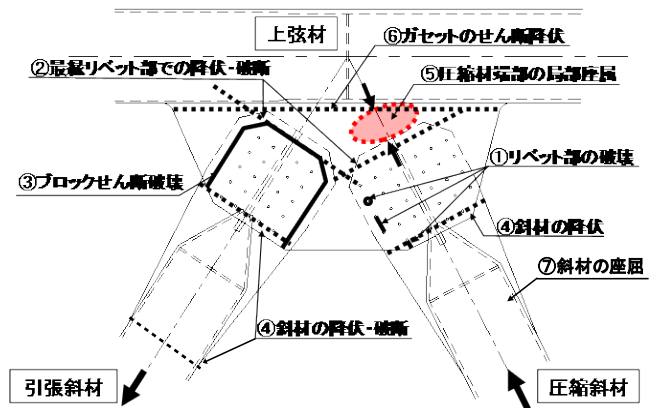 上弦材
⑥ガセットのせん断降伏
②最縁リベット部での降伏・破断
⑤圧縮材端部の局部座屈
①リベット部の破壊
③ブロックせん断破壊
④斜材の降伏
⑦斜材の座屈
④斜材の降伏・破断
引張斜材
圧縮斜材